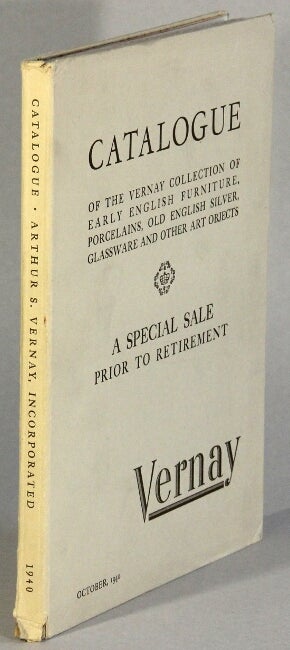 CATALOGUE
OF THE VERNAY COLLECTION OF
EARLY ENGLISH FURNITURE,
PORCELAINS, OLD ENGLISH SILVER,
GLASSWARE AND OTHER ART OBJECTS
A SPECIAL SALE
PRIOR TO RETIREMENT
Vernay
OCTOBER, 1940
CATALOGUE · ARTHUR S. VERNAY, INCORPORATED 1940